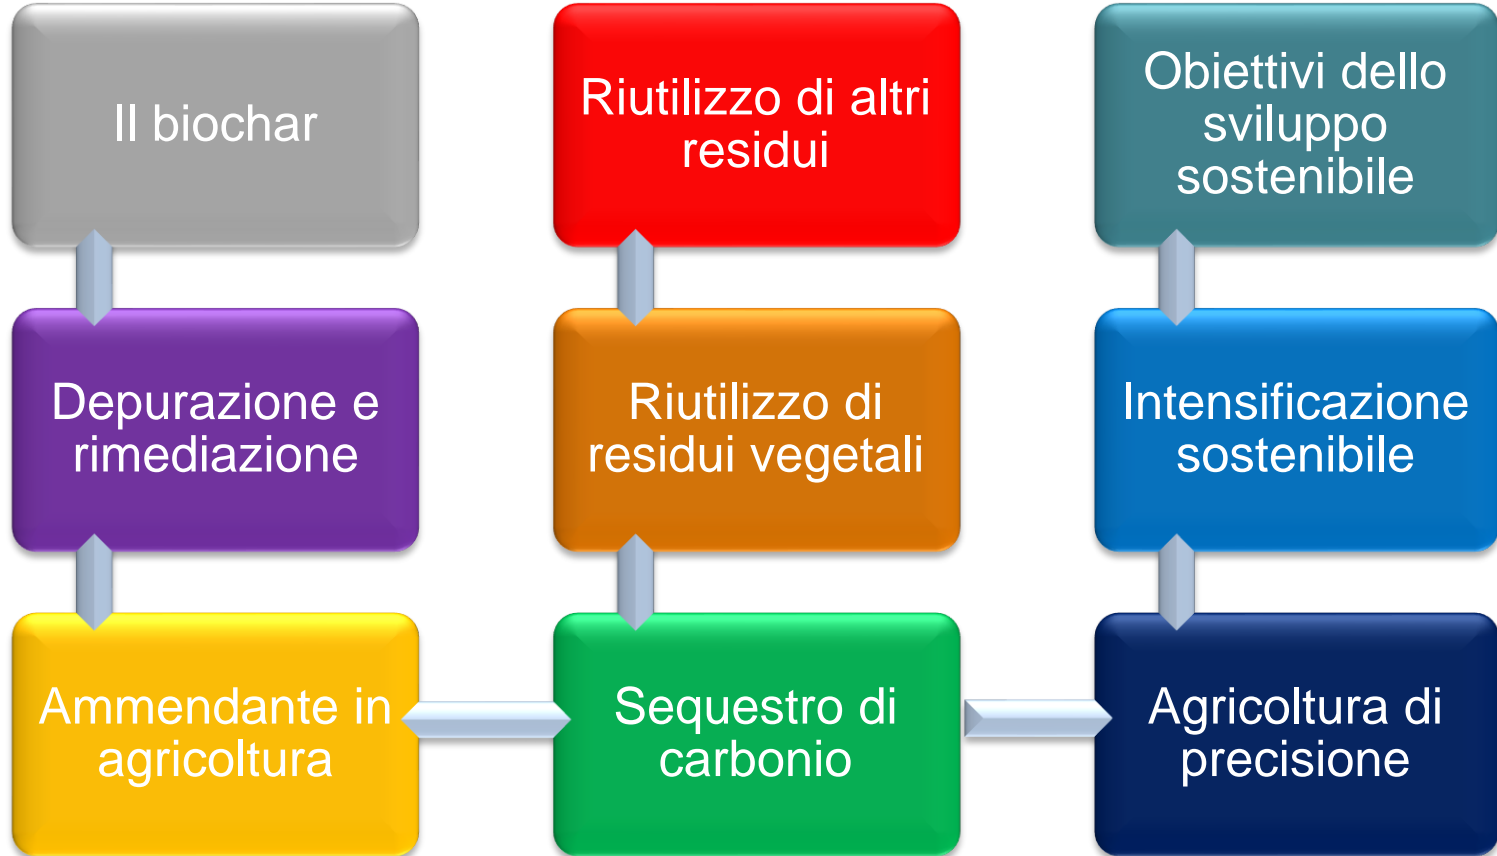 Il biochar
Depurazione e
rimediazione
Ammendante in
agricoltura
Sequestro di
carbonio
Riutilizzo di
residui vegetali
Riutilizzo di altri
residui
Agricoltura di
precisione
Intensificazione
sostenibile
Obiettivi dello
sviluppo
sostenibile